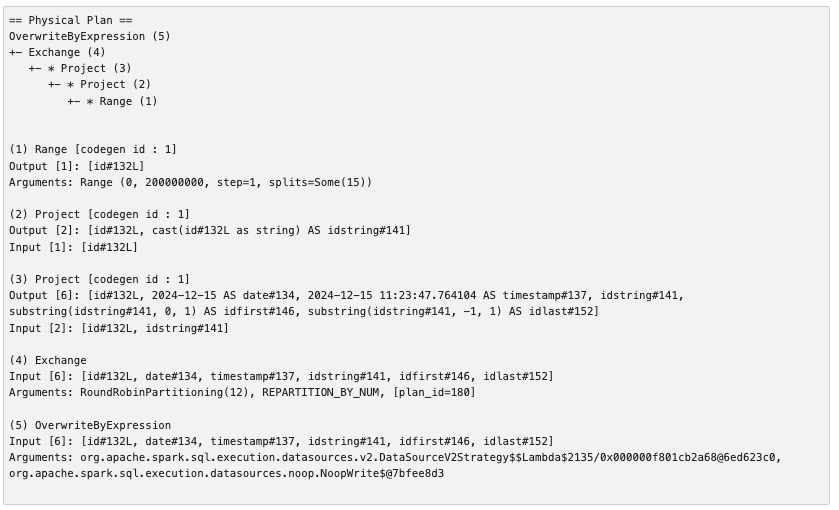 == Physical Plan ==
OverwriteByExpression (5)
+- Exchange (4)
   +- * Project (3)
      +- * Project (2)
         +- * Range (1)
(1) Range [codegen id : 1]
Output [1]: [id#132L]
Arguments: Range (0, 200000000, step=1, splits=Some(15))
(2) Project [codegen id : 1]
Output [2]: [id#132L, cast(id#132L as string) AS idstring#141]
Input [1]: [id#132L]
(3) Project [codegen id : 1]
Output [6]: [id#132L, 2024-12-15 AS date#134, 2024-12-15 11:23:47.764104 AS timestamp#137, idstring#141,
substring(idstring#141, 0, 1) AS idfirst#146, substring(idstring#141, -1, 1) AS idlast#152]
Input [2]: [id#132L, idstring#141]
(4) Exchange
Input [6]: [id#132L, date#134, timestamp#137, idstring#141, idfirst#146, idlast#152]
Arguments: RoundRobinPartitioning(12), REPARTITION_BY_NUM, [plan_id=180]
(5) OverwriteByExpression
Input [6]: [id#132L, date#134, timestamp#137, idstring#141, idfirst#146, idlast#152]
Arguments: org.apache.spark.sql.execution.datasources.v2.DataSourceV2Strategy$$Lambda$2135/0x000000f801cb2a68@6ed623c0,
org.apache.spark.sql.execution.datasources.noop.NoopWrite$@7bfee8d3